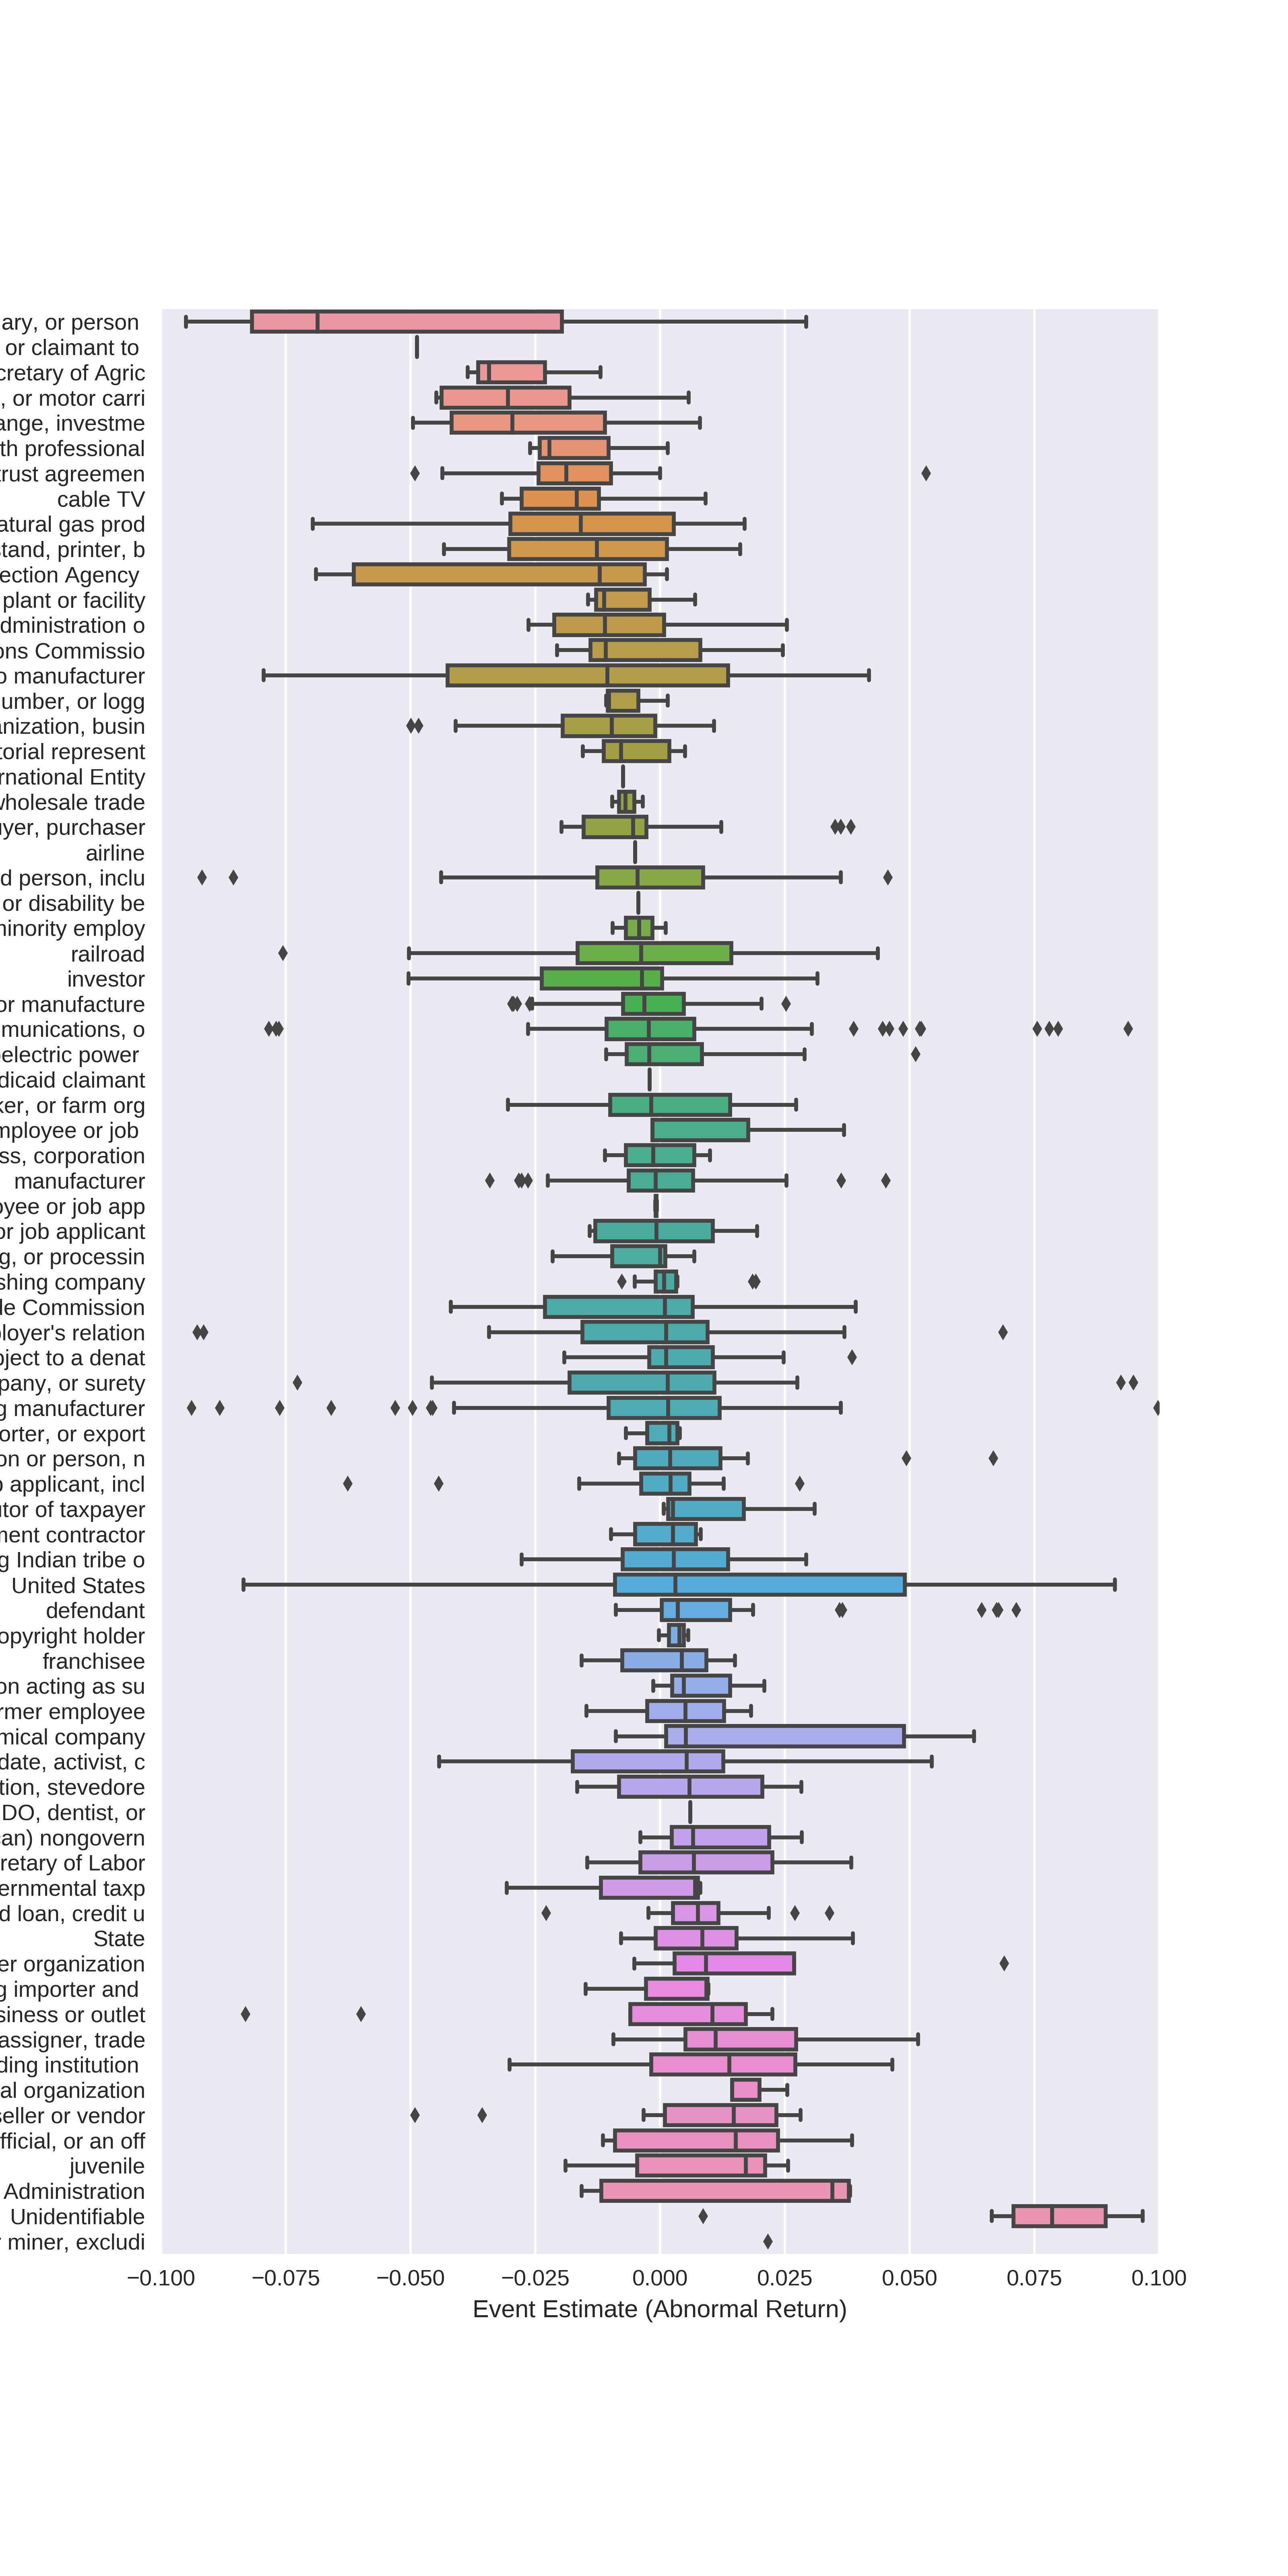 ary, or person
or claimant to
cretary of Agric
, or motor carri
ange, investme
th professional
trust agreemen
cable TV
atural gas prod
stand, printer, b
ection Agency
plant or facility
dministration o
ons Commissio
o manufacturer
umber, or logg
anization, busin
torial represent
rnational Entity
wholesale trade
uyer, purchaser
airline
d person, inclu
or disability be
minority employ
railroad
investor
or manufacture
munications, o
electric power
dicaid claimant
ker, or farm org
mployee or job
ss, corporation
manufacturer
oyee or job app
or job applicant
g, or processin
shing company
de Commission
ployer's relation
bject to a denat
pany, or surety
g manufacturer
orter, or export
on or person, n
o applicant, incl
utor of taxpayer
ment contractor
g Indian tribe o
United States
defendant
opyright holder
franchisee
on acting as su
rmer employee
mical company
date, activist, c
tion, stevedore
DO, dentist, or
can) nongovern
retary of Labor
ernmental taxp
d loan, credit u
State
er organization
g importer and
siness or outlet
assigner, trade
ding institution
al organization
seller or vendor
fficial, or an off
juvenile
Administration
Unidentifiable
r miner, excludi
−0.100 −0.075 −0.050 −0.025 0.000 0.025 0.050 0.075 0.100
Event Estimate (Abnormal Return)